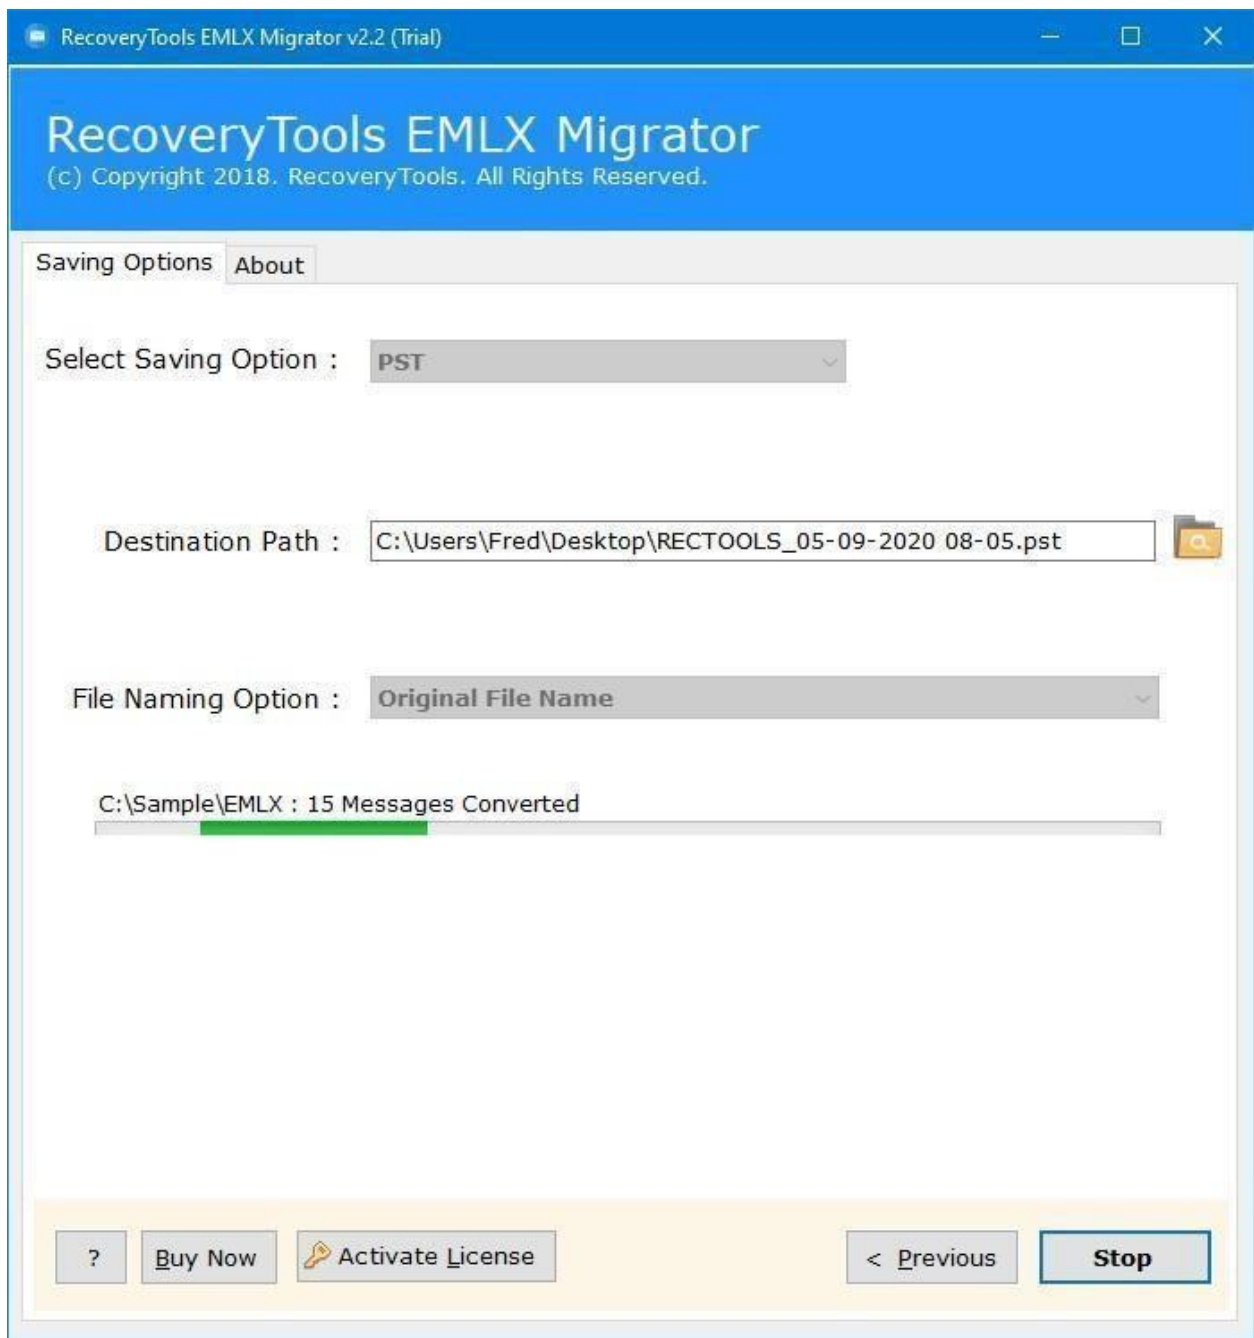 RecoveryTools EMLX Migrator v2.2 (Trial)
RecoveryTools EMLX Migrator
(c) Copyright 2018. RecoveryTools. All Rights Reserved.
Saving Options About
Select Saving Option : PST
Destination Path : C:\Users\Fred\Desktop\RECTOOLS_05-09-2020 08-05.pst
File Naming Option : Original File Name
C:\Sample\EMLX : 15 Messages Converted
? Buy Now Activate License < Previous Stop